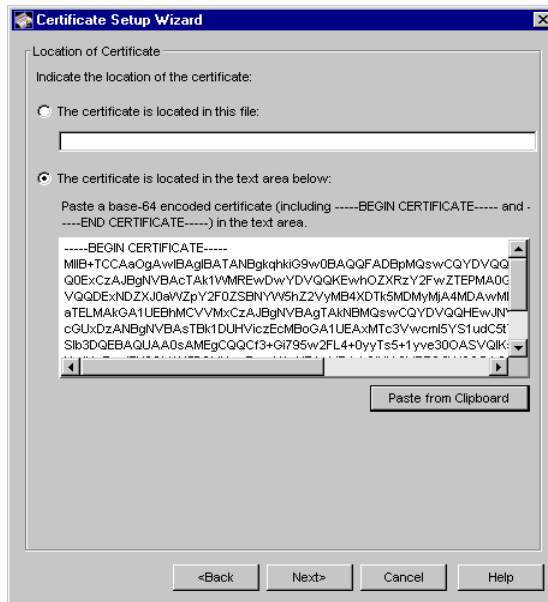 Certificate Setup Wizard
Location of Certificate
Indicate the location of the certificate:
The certificate is located in this file:
The certificate is located in the text area below:
Paste a base-64 encoded certificate (including -----BEGIN CERTIFICATE----- and -
----END CERTIFICATE-----) in the text area.
-----BEGIN CERTIFICATE-----
MIIB+TCCAaOgAwIBAgIBATANBgkqhkiG9w0BAQQFADBpMQswCQYDVQQ
Q0ExCzAJBgNVBAcTAk1WMREwDwYDVQQKEwhOZXRzY2FwZTEPMA0G
VQQDExNDZXJ0aWZpY2F0ZSBNYW5hZ2VyMB4XDTk5MDMyMjA4MDAwM
aTELMAkGA1UEBhMCVVMxCzAJBgNVBAgTAkNBMQswCQYDVQQHEwJN
cGUxDzANBgNVBAsTBk1DUHViczEcMBoGA1UEAxMTc3Vwcml5YS1udC5t
SIb3DQEBAQUAA0sAMEgCQQCf3+Gi795w2FL4+0yyTs5+1yve30OASVQIK
Paste from Clipboard
<Back
Next>
Cancel
Help